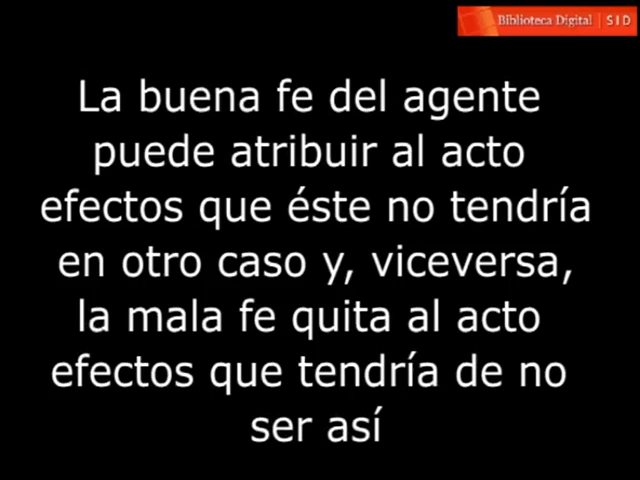 Biblioteca Digital | SID
La buena fe del agente
puede atribuir al acto
efectos que éste no tendría
en otro caso y, viceversa,
la mala fe quita al acto
efectos que tendría de no
ser así